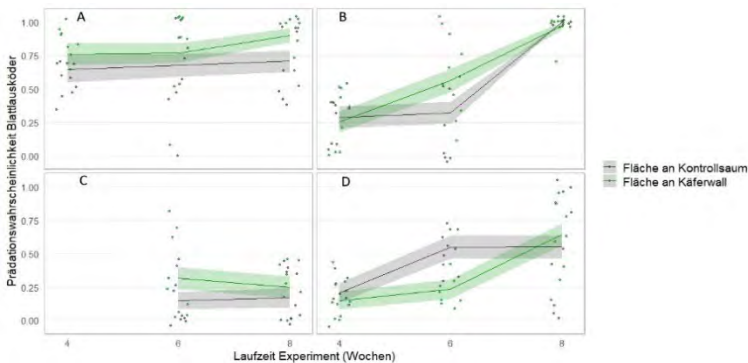 A
B
1.00
0.75
0.50
0.25
0.00
C
D
1.00
0.75
0.50
0.25
0.00
4
6
8
4
6
8
Laufzeit Experiment (Wochen)
Prädationswahrscheinlichkeit Blattlausköder
Fläche an Kontrollsaum
Fläche an Käferwall